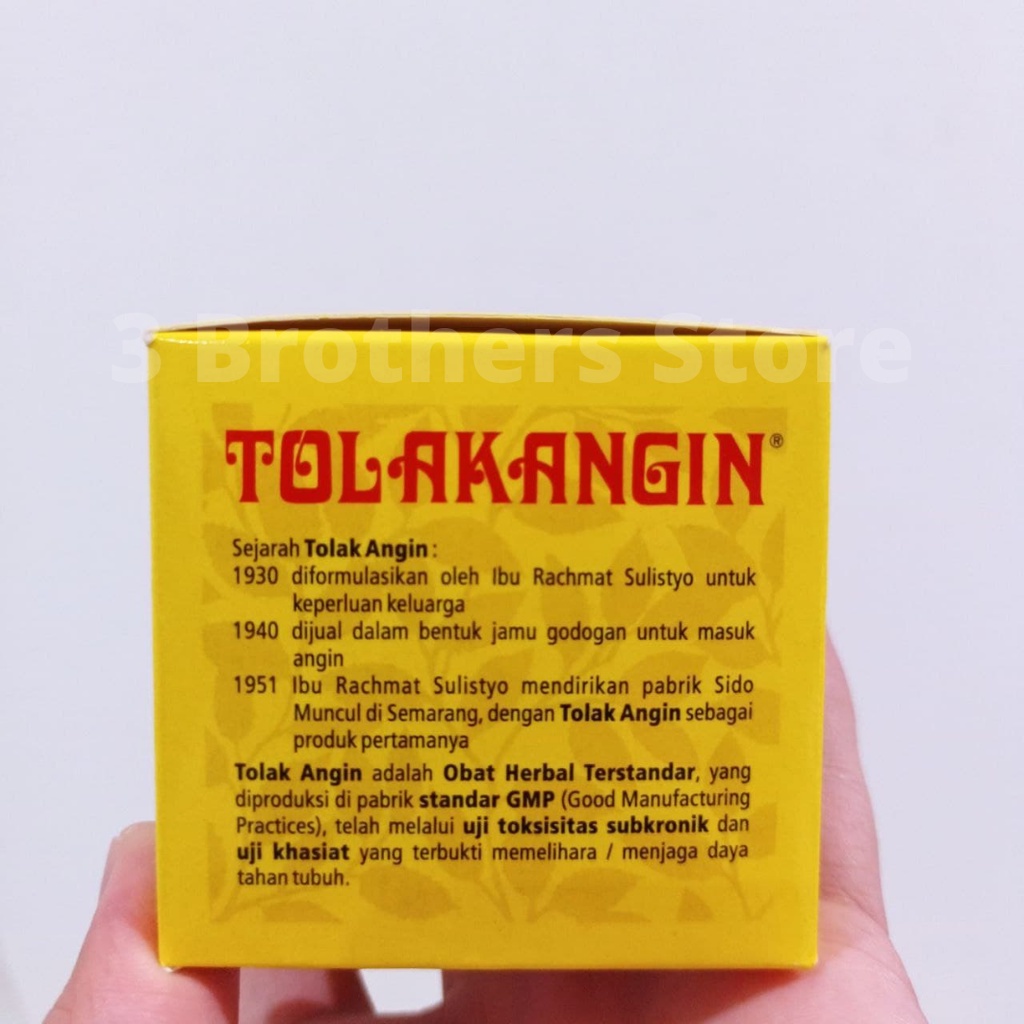 3 Brothers Store
TOLAKANGIN®
Sejarah Tolak Angin :
1930 diformulasikan oleh Ibu Rachmat Sulistyo untuk
keperluan keluarga
1940 dijual dalam bentuk jamu godogan untuk masuk
angin
1951 Ibu Rachmat Sulistyo mendirikan pabrik Sido
Muncul di Semarang, dengan Tolak Angin sebagai
produk pertamanya
Tolak Angin adalah Obat Herbal Terstandar, yang
diproduksi di pabrik standar GMP (Good Manufacturing
Practices), telah melalui uji toksisitas subkronik dan
uji khasiat yang terbukti memelihara / menjaga daya
tahan tubuh.